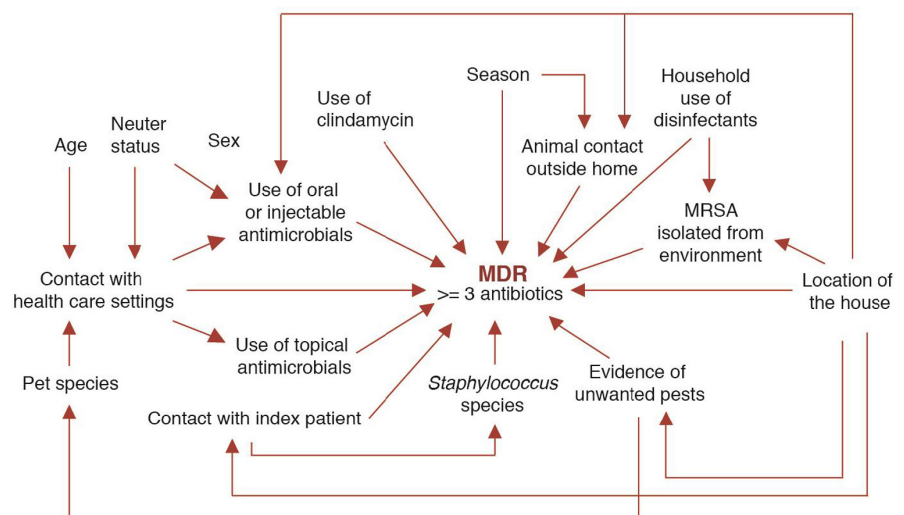 Season
Household
use of
disinfectants
Use of
clindamycin
Neuter
status
Age
Sex
Animal contact
outside home
Use of oral
or injectable
antimicrobials
MRSA
isolated from
environment
MDR
>= 3 antibiotics
Contact with
health care settings
Location of
the house
Use of topical
antimicrobials
Pet species
Staphylococcus
species
Evidence of
unwanted pests
Contact with index patient